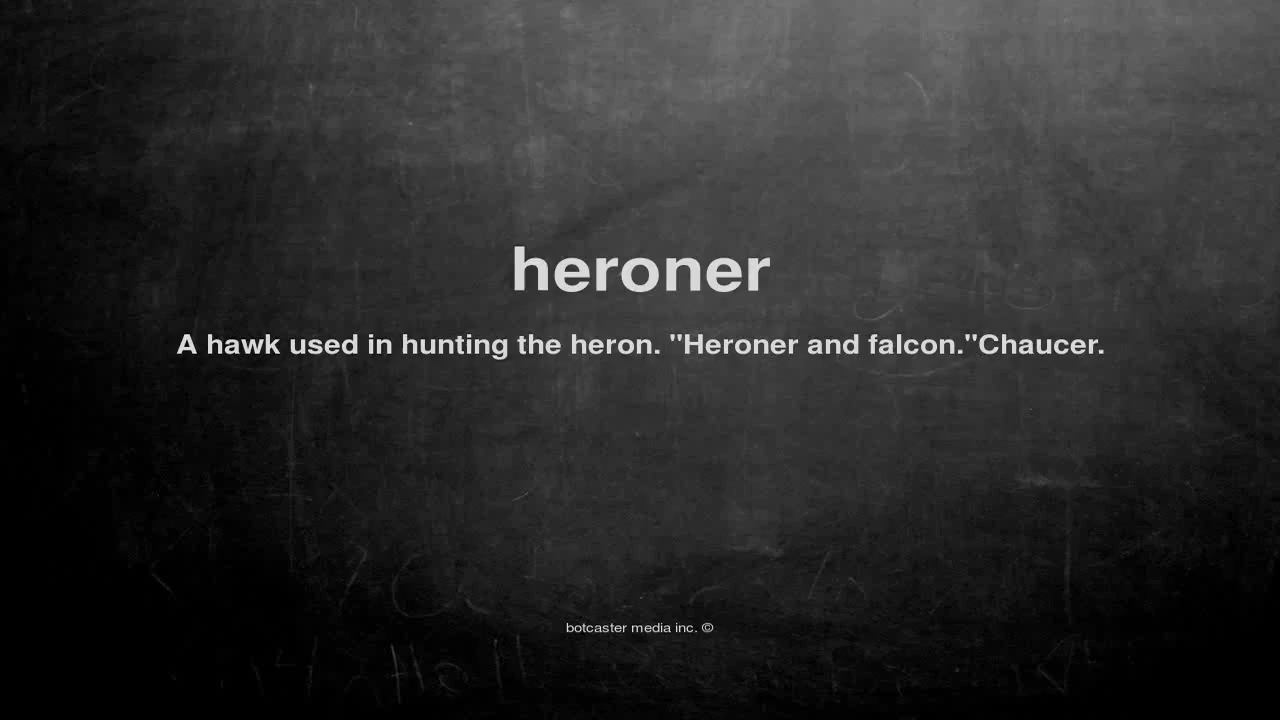 heroner
A hawk used in hunting the heron. "Heroner and falcon."Chaucer.
botcaster media inc. ©